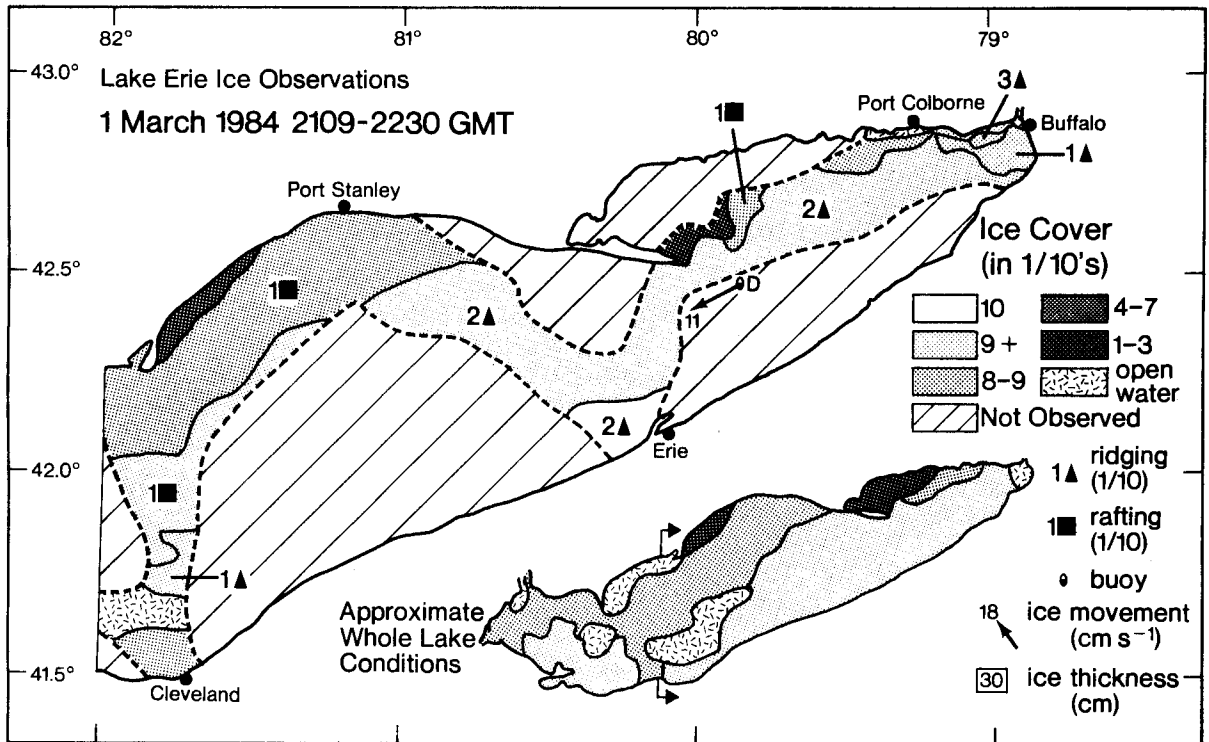 82° 81° 80° 79°
43.0°
Lake Erie Ice Observations
1 March 1984 2109-2230 GMT
1
3
Port Colborne
Buffalo
1
Port Stanley
2
42.5°
1
2
D
11
2
Erie
42.0°
1
1
41.5°
Cleveland
Ice Cover
(in 1/10's)
10
4-7
9 +
1-3
8-9
open
water
Not Observed
1 ridging
(1/10)
1 rafting
(1/10)
buoy
18 ice movement
(cm s⁻¹)
30 ice thickness
(cm)
Approximate
Whole Lake
Conditions